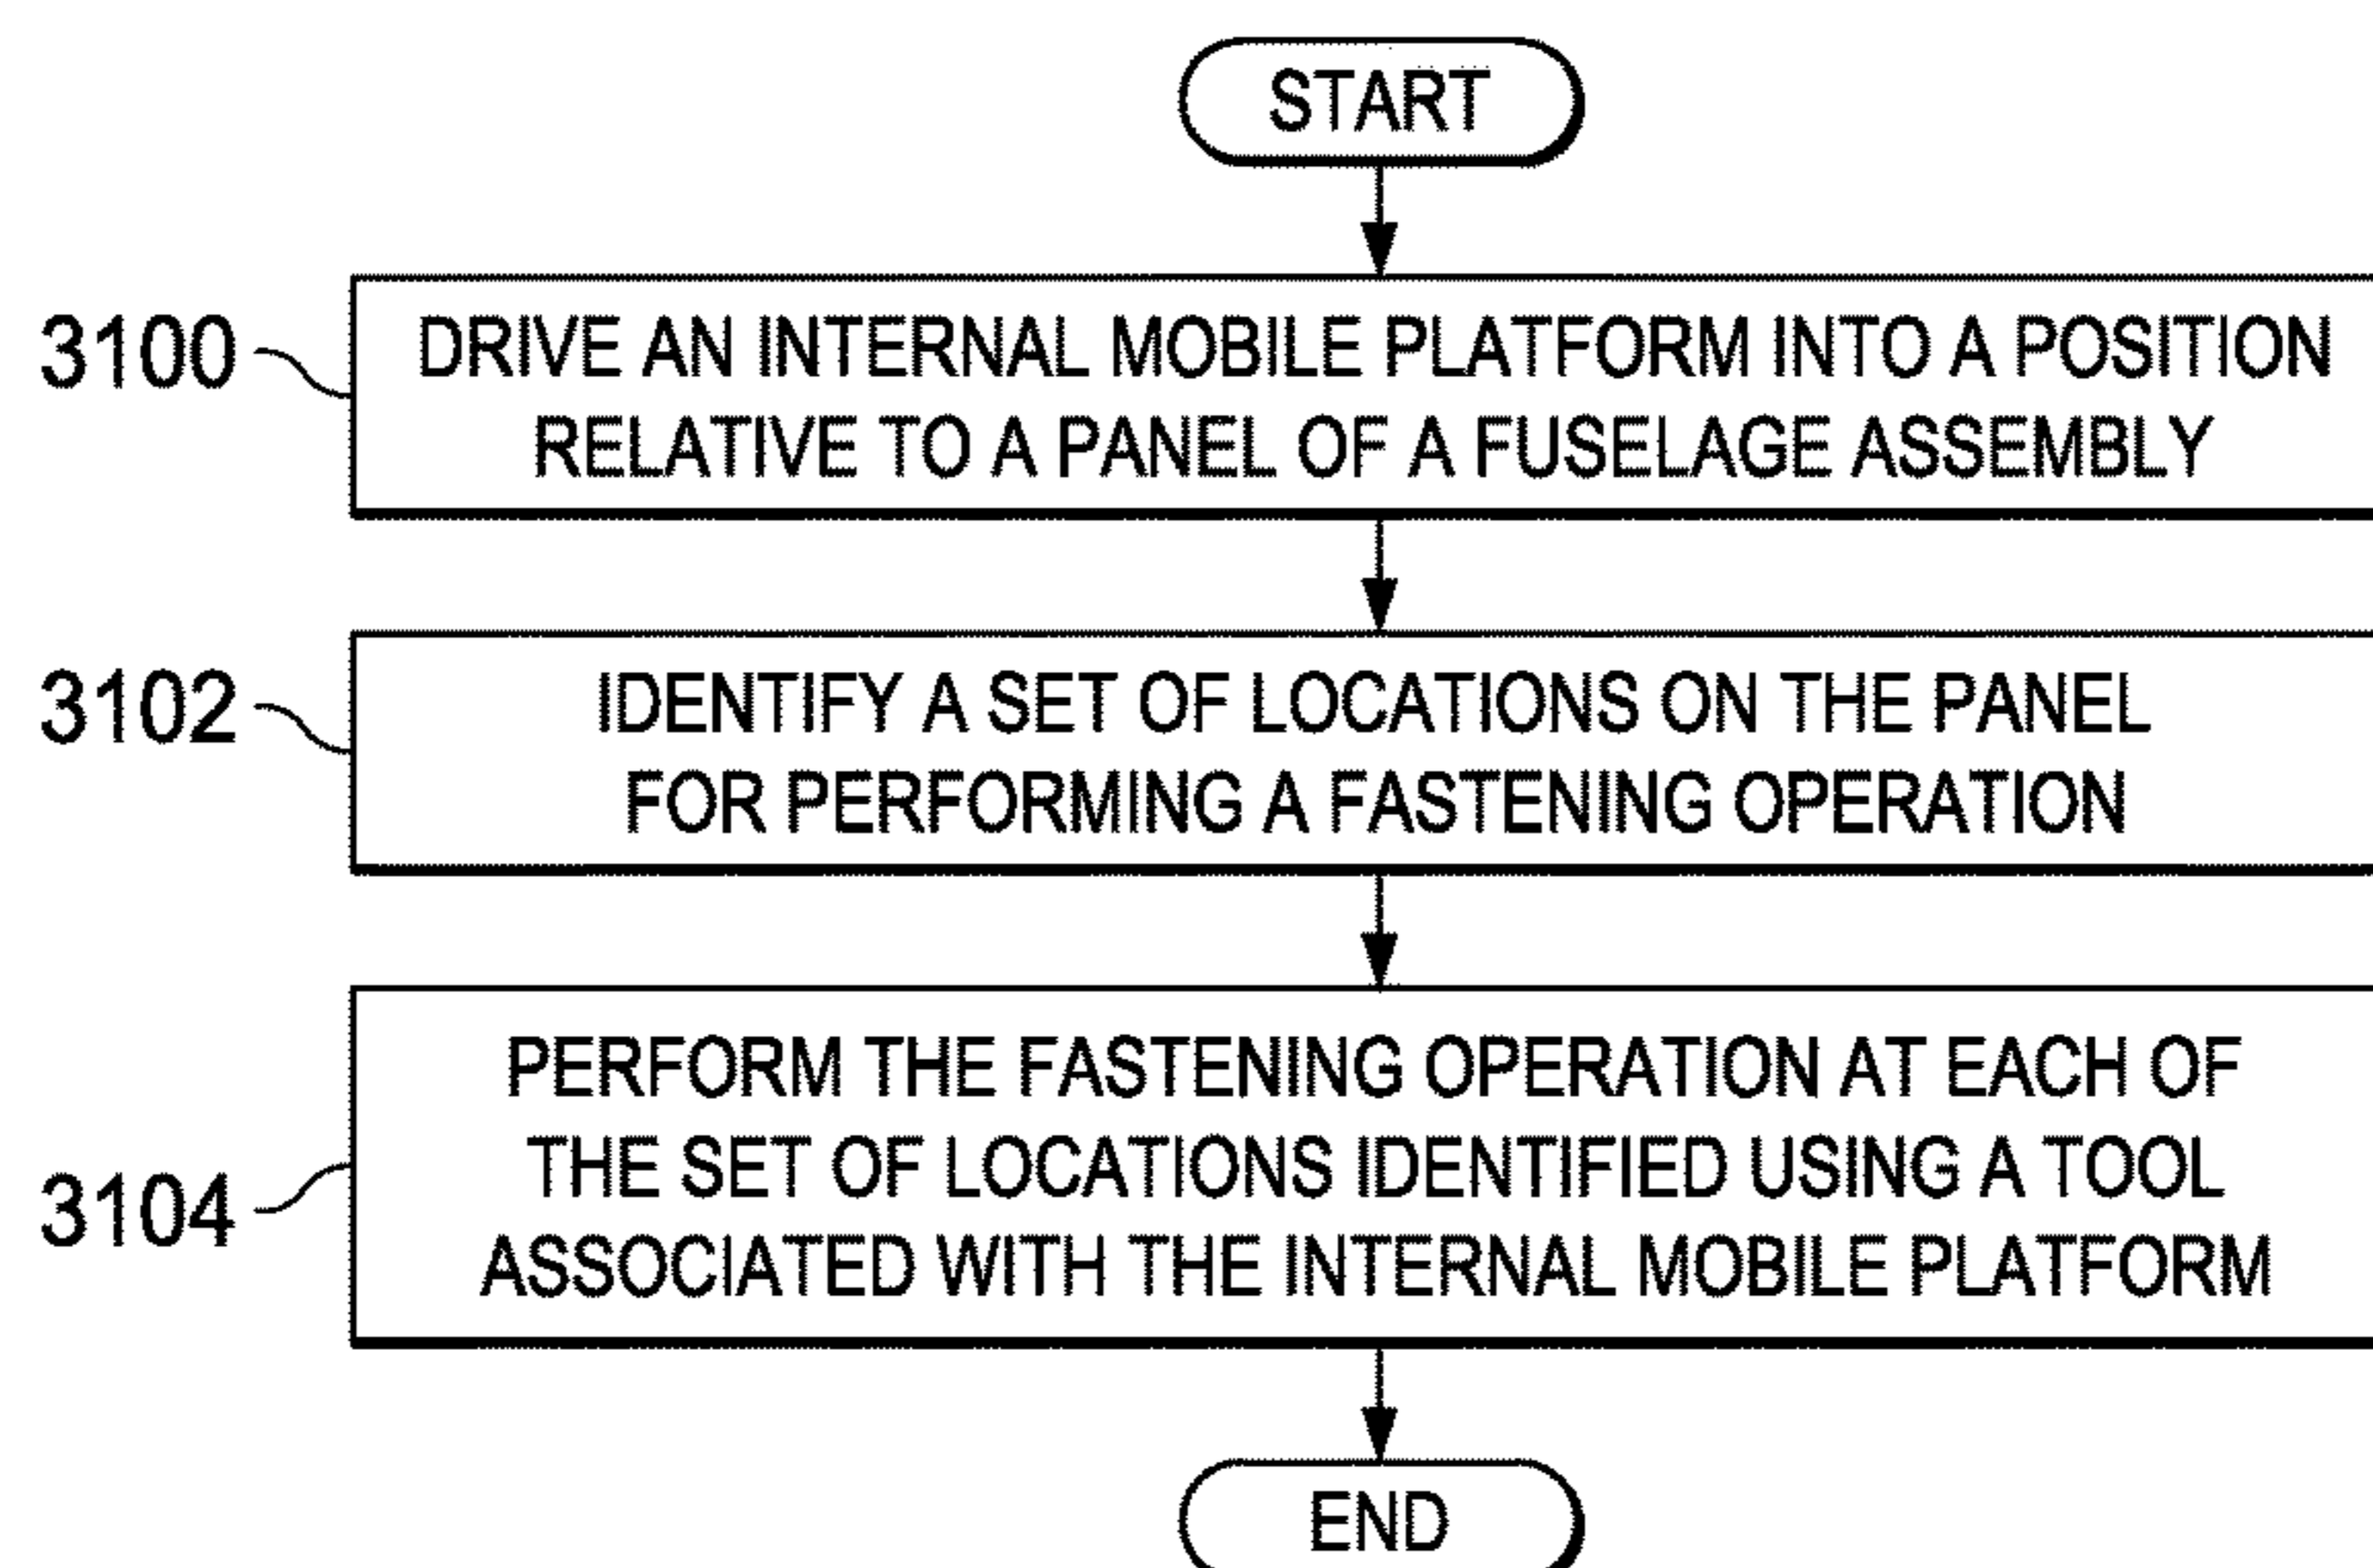 START
3100
DRIVE AN INTERNAL MOBILE PLATFORM INTO A POSITION
RELATIVE TO A PANEL OF A FUSELAGE ASSEMBLY
3102
IDENTIFY A SET OF LOCATIONS ON THE PANEL
FOR PERFORMING A FASTENING OPERATION
3104
PERFORM THE FASTENING OPERATION AT EACH OF
THE SET OF LOCATIONS IDENTIFIED USING A TOOL
ASSOCIATED WITH THE INTERNAL MOBILE PLATFORM
END